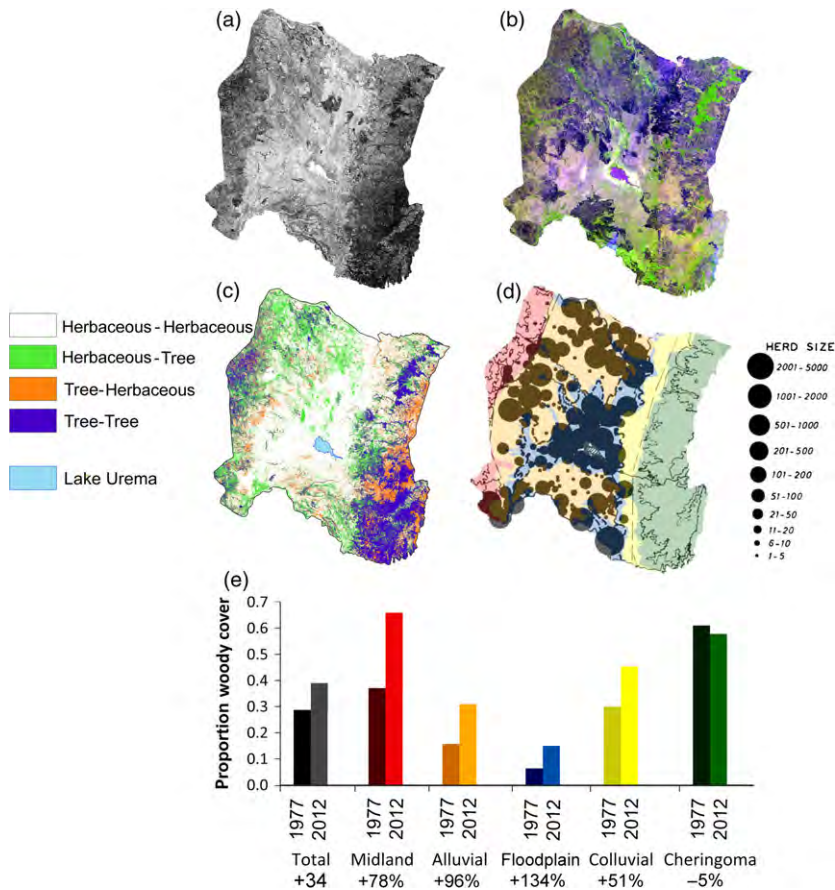 (a)
(b)
(c)
(d)
Herbaceous - Herbaceous
Herbaceous - Tree
Tree-Herbaceous
Tree-Tree
Lake Urema
HERD SIZE
2001-5000
1001-2000
501-1000
201-500
101-200
51-100
21-50
11-20
6-10
1-5
(e)
Proportion woody cover
0.7
0.6
0.5
0.4
0.3
0.2
0.1
0.0
1977 2012 1977 2012 1977 2012 1977 2012 1977 2012 1977 2012
Total Midland Alluvial Floodplain Colluvial Cheringoma
+34 +78% +96% +134% +51% –5%